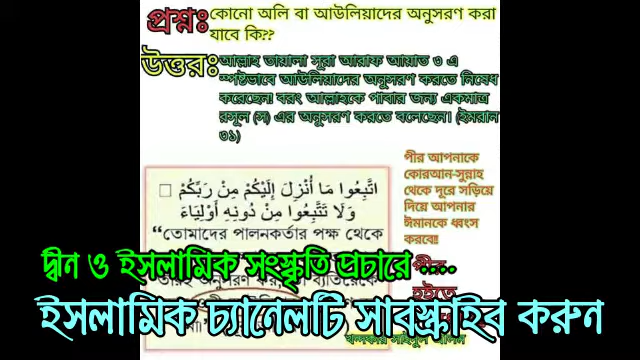 প্রশ্নঃ কোনো অলি বা আউলিয়াদের অনুসরণ করা
যাবে কি??
উত্তরঃ আল্লাহ তায়ালা সূরা আরাফ আয়াত ৩ এ
স্পষ্টভাবে আউলিয়াদের অনুসরণ করতে নিষেধ
করেছেন! বরং আল্লাহকে পাবার জন্য একমাত্র
রসূল (স) এর অনুসরণ করতে বলেছেন। (ইমরান
৩১)
اتَّبِعُوا مَا أُنْزِلَ إِلَيْكُمْ مِنْ رَبِّكُمْ
وَلَا تَتَّبِعُوا مِنْ دُونِهِ أَوْلِيَاءَ
“তোমাদের পালনকর্তার পক্ষ থেকে
পীর আপনাকে
কোরআন-সুন্নাহ
থেকে দূরে সড়িয়ে
দিয়ে আপনার
ঈমানকে ধ্বংস
করবে!!
পীর
হইতে
দ্বীন ও ইসলামিক সংস্কৃতি প্রচারে ....
ইসলামিক চ্যানেলটি সাবস্ক্রাইব করুন